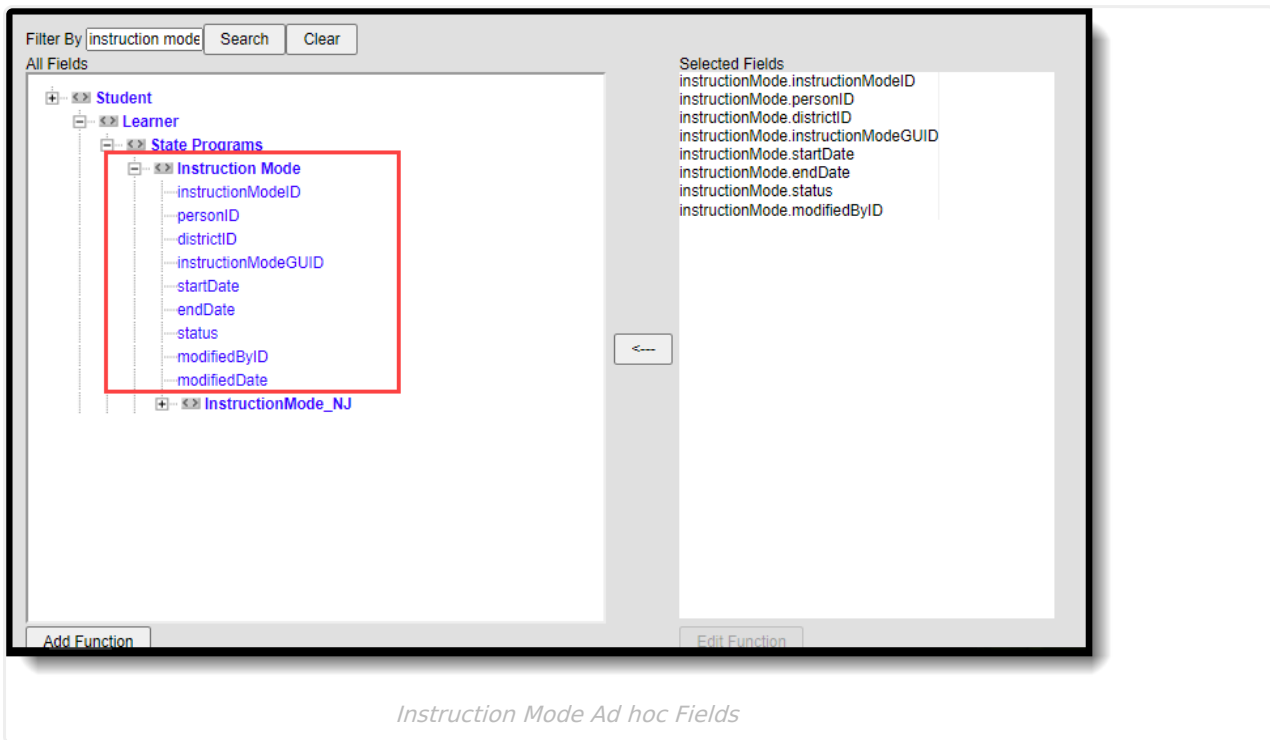 Filter By instruction mode Search Clear
All Fields
Student
Learner
State Programs
Instruction Mode
instructionModeID
personID
districtID
instructionModeGUID
startDate
endDate
status
modifiedByID
modifiedDate
InstructionMode_NJ
Add Function
<---
Selected Fields
instructionMode.instructionModeID
instructionMode.personID
instructionMode.districtID
instructionMode.instructionModeGUID
instructionMode.startDate
instructionMode.endDate
instructionMode.status
instructionMode.modifiedByID
Edit Function
Instruction Mode Ad hoc Fields